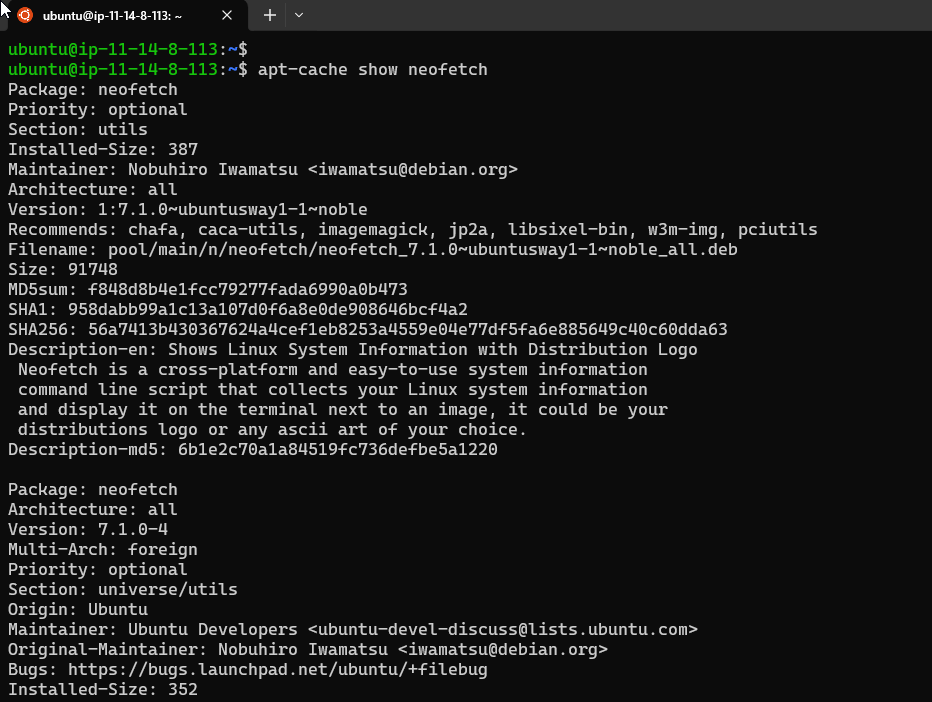 ubuntu@ip-11-14-8-113: ~
ubuntu@ip-11-14-8-113:~$
ubuntu@ip-11-14-8-113:~$ apt-cache show neofetch
Package: neofetch
Priority: optional
Section: utils
Installed-Size: 387
Maintainer: Nobuhiro Iwamatsu <iwamatsu@debian.org>
Architecture: all
Version: 1:7.1.0~ubuntusway1-1~noble
Recommends: chafa, caca-utils, imagemagick, jp2a, libsixel-bin, w3m-img, pciutils
Filename: pool/main/n/neofetch/neofetch_7.1.0~ubuntusway1-1~noble_all.deb
Size: 91748
MD5sum: f848d8b4e1fcc79277fada6990a0b473
SHA1: 958dabb99a1c13a107d0f6a8e0de908646bcf4a2
SHA256: 56a7413b430367624a4cef1eb8253a4559e04e77df5fa6e885649c40c60dda63
Description-en: Shows Linux System Information with Distribution Logo
 Neofetch is a cross-platform and easy-to-use system information
 command line script that collects your Linux system information
 and display it on the terminal next to an image, it could be your
 distributions logo or any ascii art of your choice.
Description-md5: 6b1e2c70a1a84519fc736defbe5a1220

Package: neofetch
Architecture: all
Version: 7.1.0-4
Multi-Arch: foreign
Priority: optional
Section: universe/utils
Origin: Ubuntu
Maintainer: Ubuntu Developers <ubuntu-devel-discuss@lists.ubuntu.com>
Original-Maintainer: Nobuhiro Iwamatsu <iwamatsu@debian.org>
Bugs: https://bugs.launchpad.net/ubuntu/+filebug
Installed-Size: 352